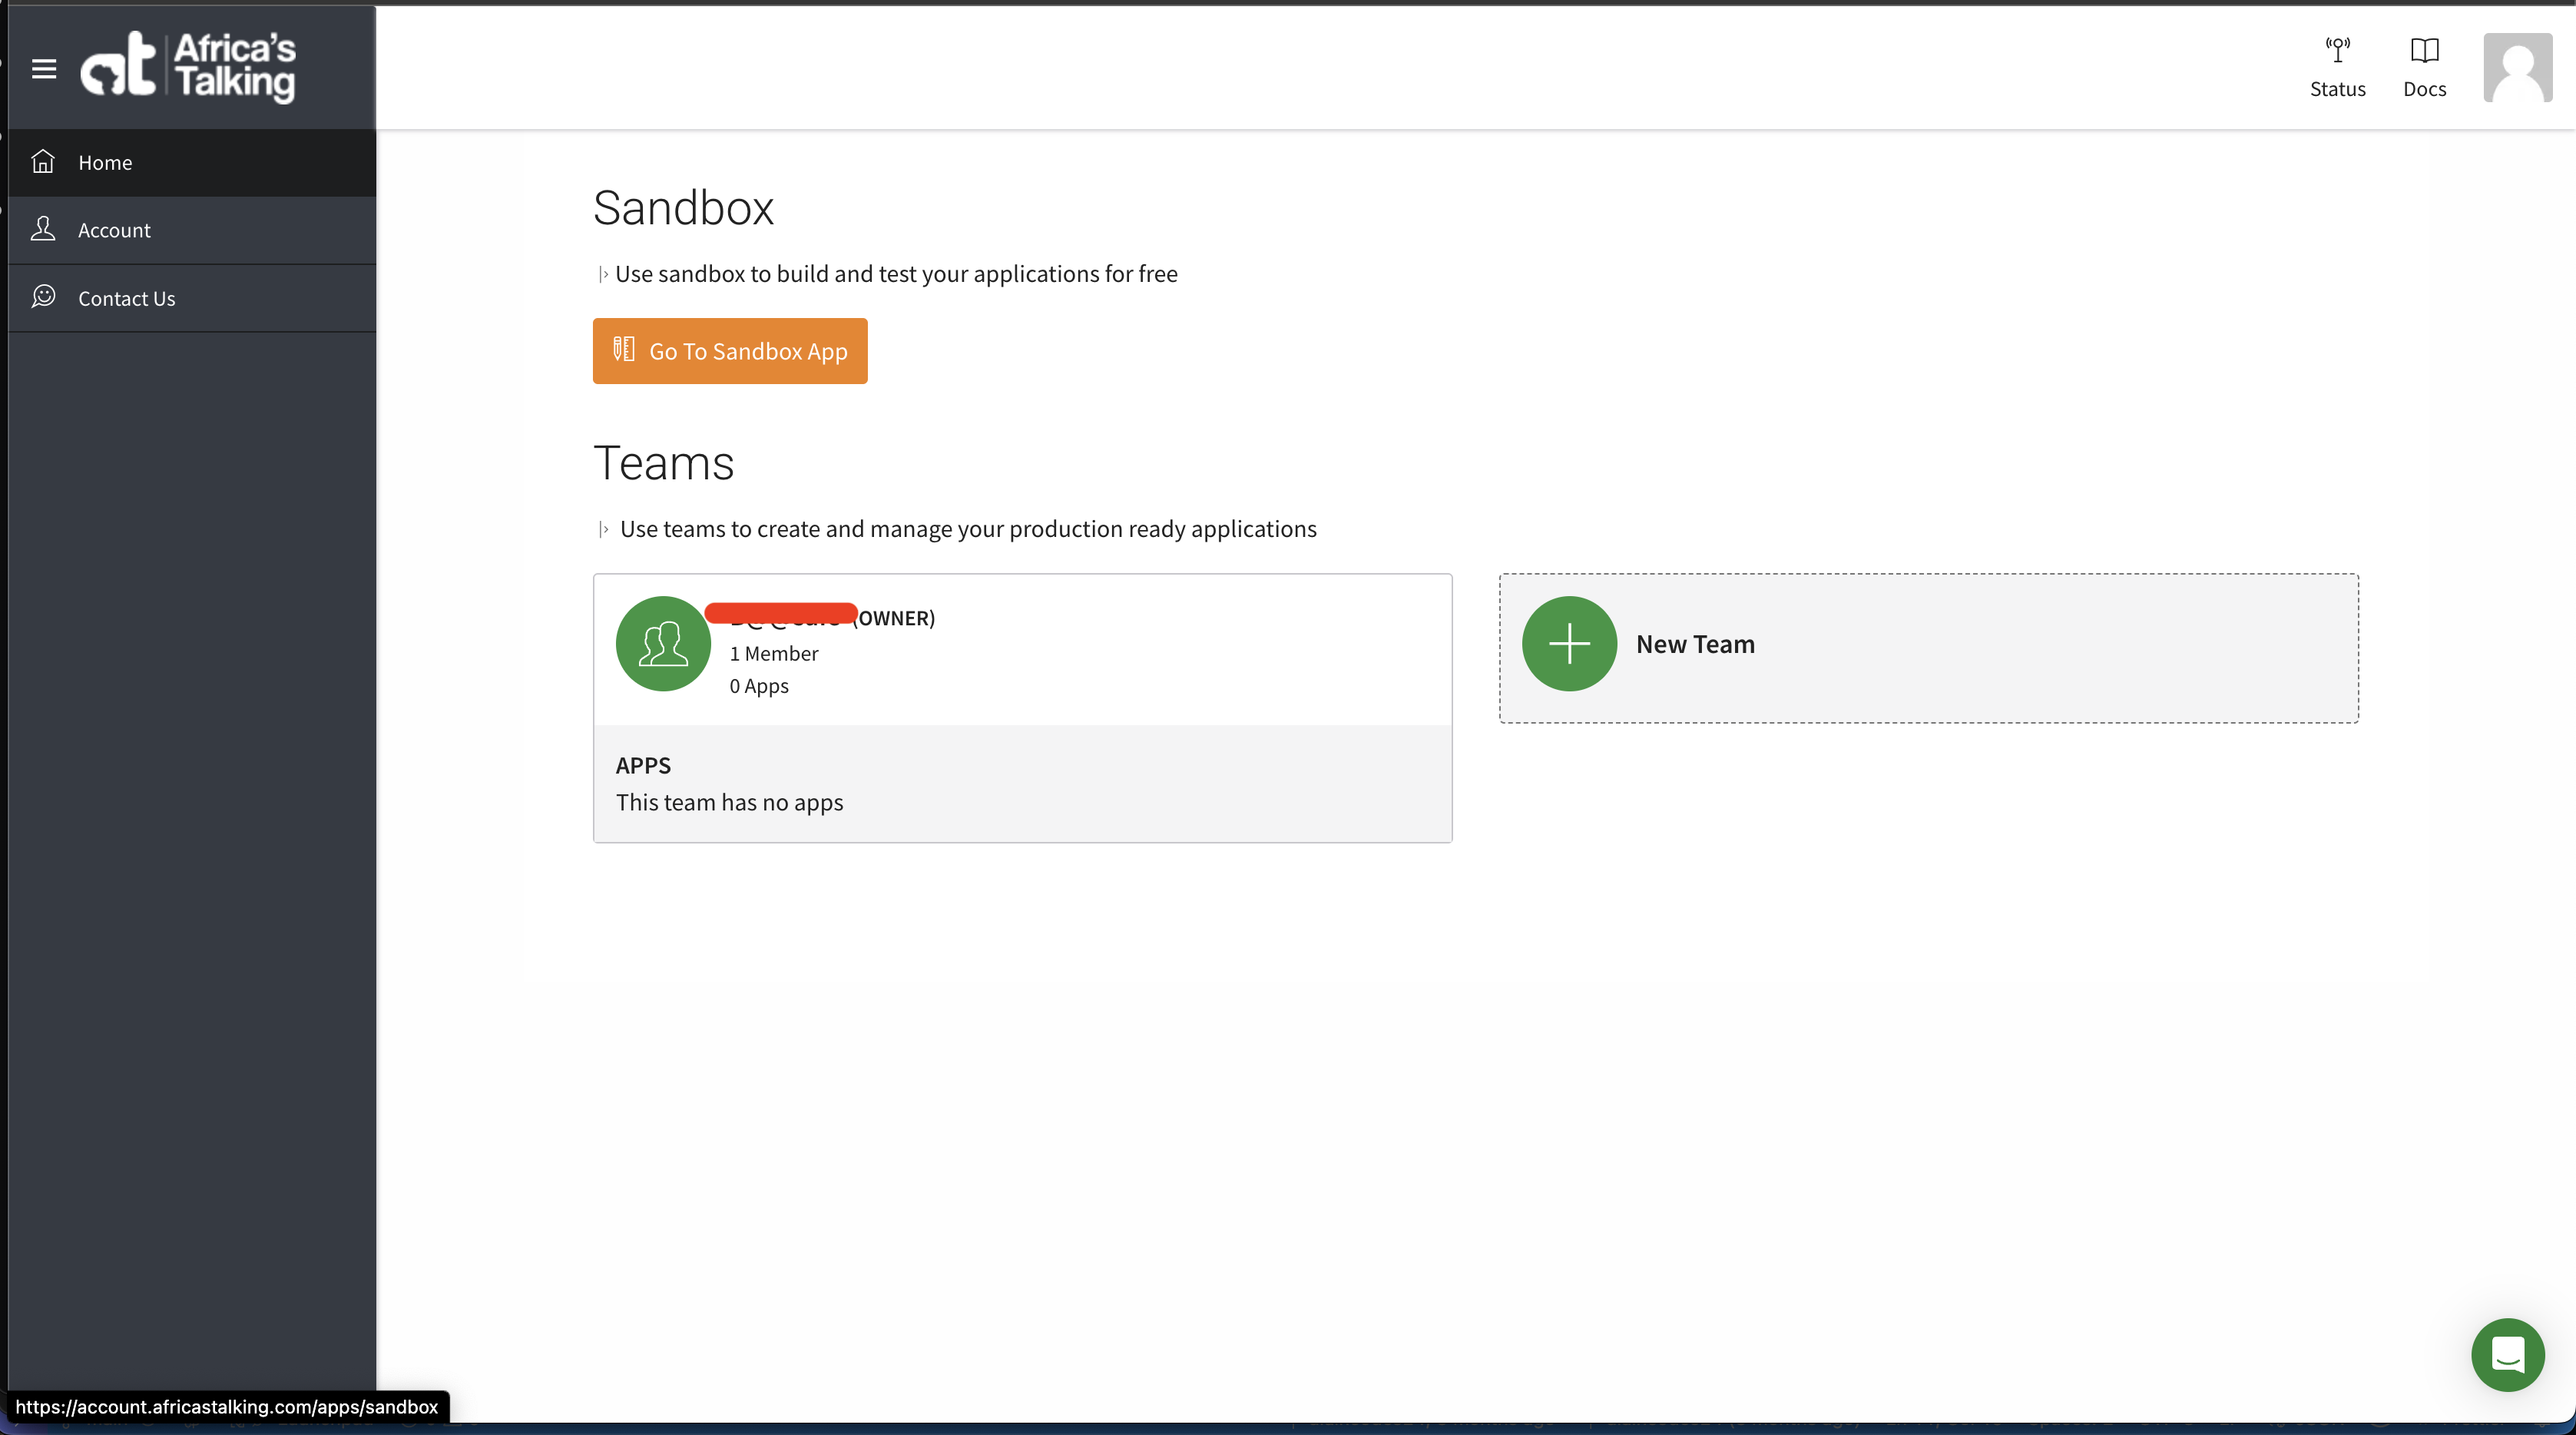 Africa's
Talking
Status
Docs
Home
Account
Contact Us
Sandbox
Use sandbox to build and test your applications for free
Go To Sandbox App
Teams
Use teams to create and manage your production ready applications
(OWNER)
1 Member
0 Apps
New Team
APPS
This team has no apps
https://account.africastalking.com/apps/sandbox